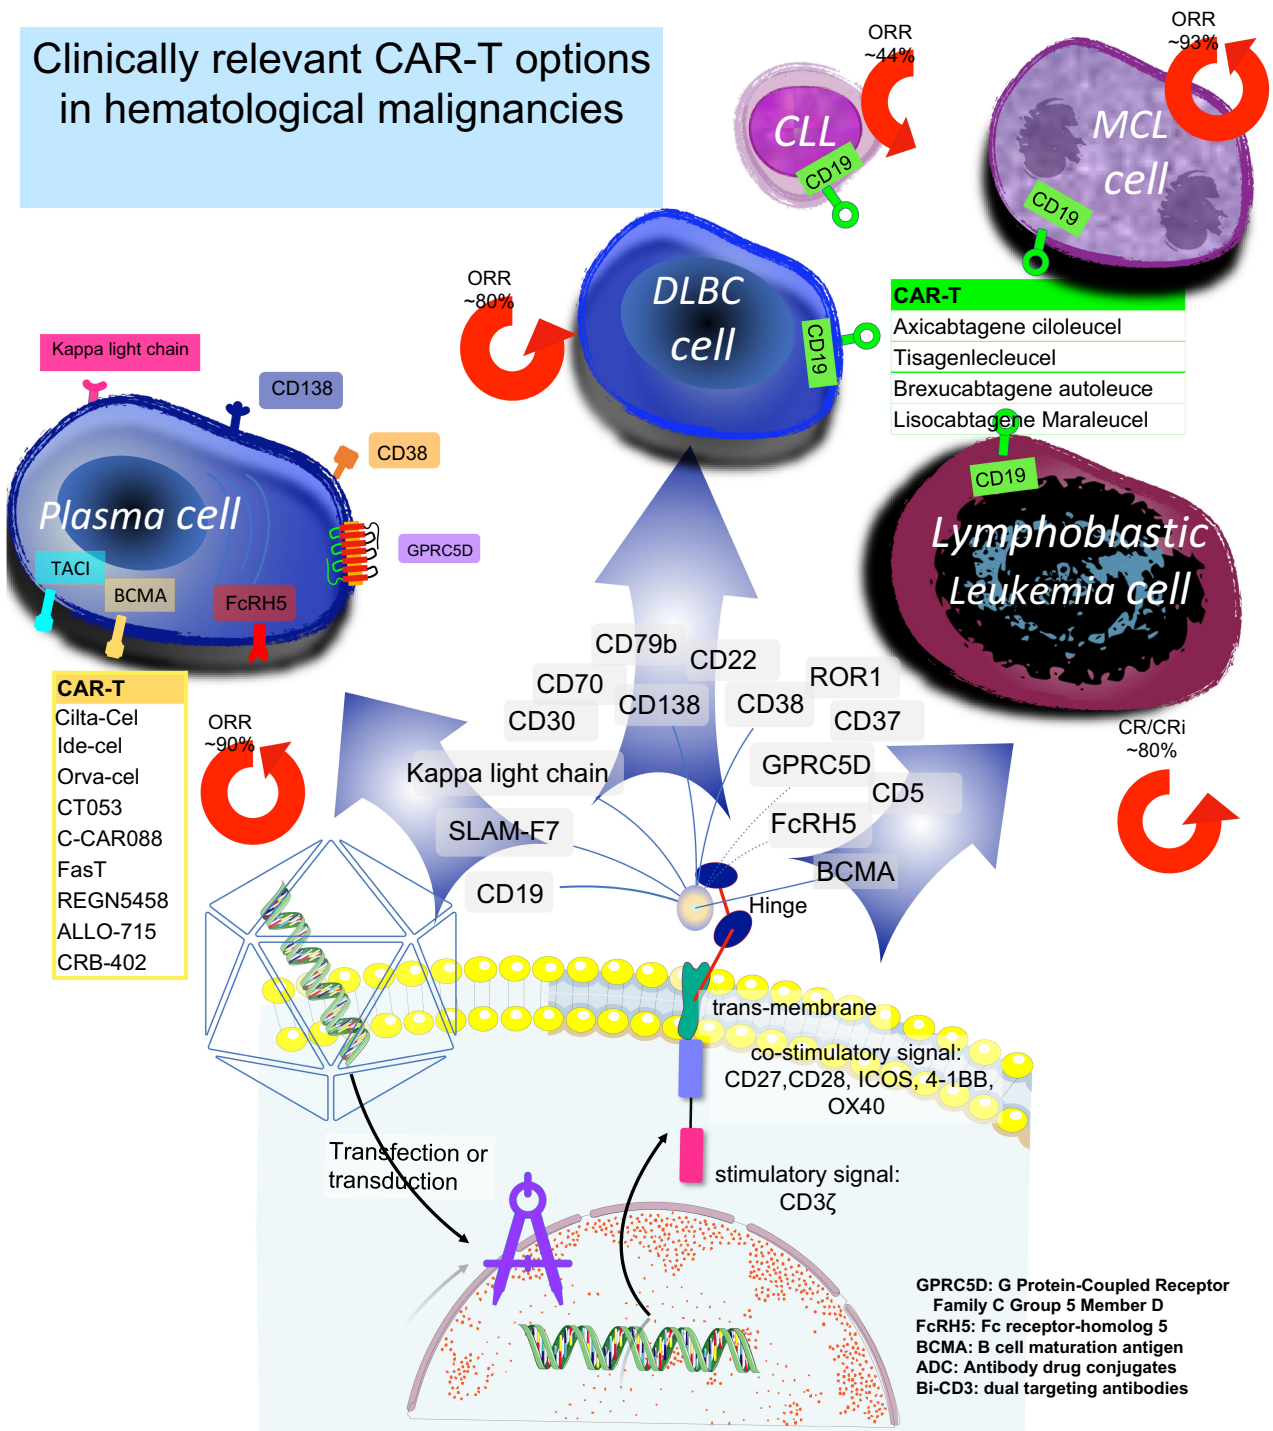 Clinically relevant CAR-T options
in hematological malignancies
ORR
~44%
ORR
~93%
CLL
CD19
MCL
cell
CD19
ORR
~80%
DLBC
cell
CD19
CAR-T
Axicabtagene ciloleucel
Tisagenlecleucel
Brexucabtagene autoleuce
Lisocabtagene Maraleucel
Kappa light chain
CD138
CD38
Plasma cell
GPRC5D
TACI
BCMA
FcRH5
CD19
Lymphoblastic
Leukemia cell
CAR-T
Cilta-Cel
Ide-cel
Orva-cel
CT053
C-CAR088
FasT
REGN5458
ALLO-715
CRB-402
ORR
~90%
CR/CRi
~80%
CD79b
CD22
CD70
ROR1
CD138
CD38
CD30
CD37
Kappa light chain
GPRC5D
CD5
SLAM-F7
FcRH5
BCMA
CD19
Hinge
trans-membrane
co-stimulatory signal:
CD27,CD28, ICOS, 4-1BB,
OX40
Transfection or
transduction
stimulatory signal:
CD3ζ
GPRC5D: G Protein-Coupled Receptor
Family C Group 5 Member D
FcRH5: Fc receptor-homolog 5
BCMA: B cell maturation antigen
ADC: Antibody drug conjugates
Bi-CD3: dual targeting antibodies